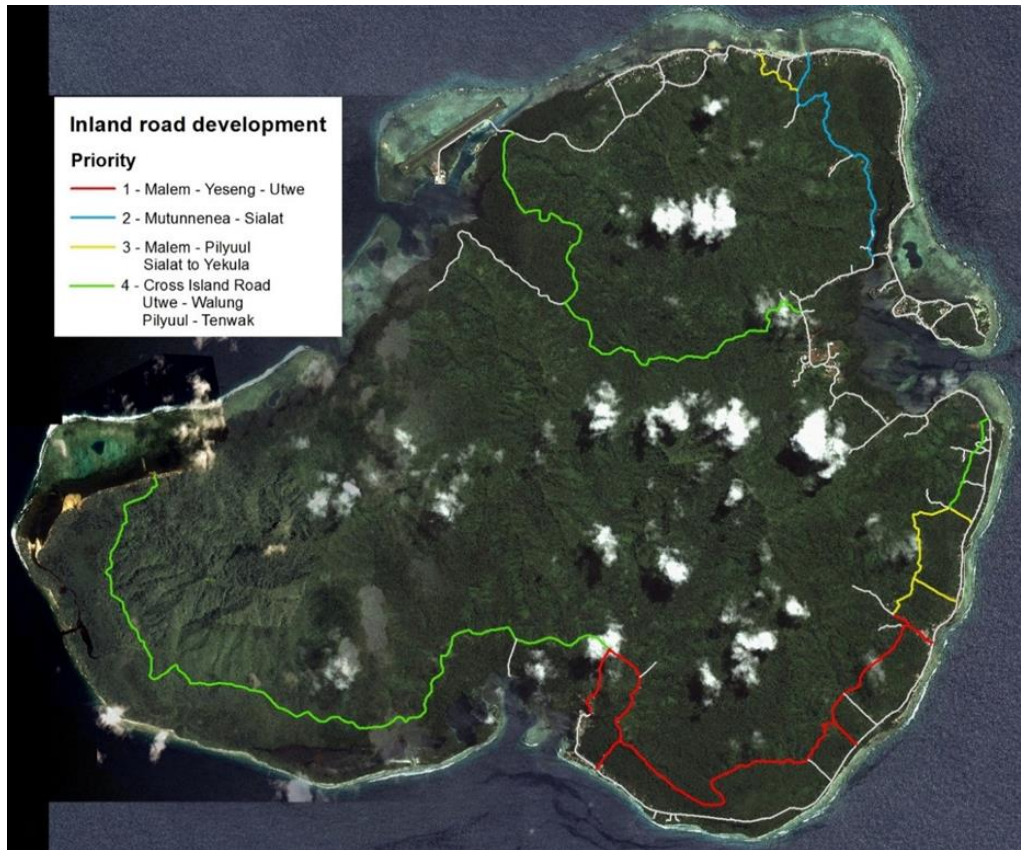 Inland road development
Priority
1 - Malem - Yeseng - Utwe
2 - Mutunnenea - Sialat
3 - Malem - Pilyuul
Sialat to Yekula
4 - Cross Island Road
Utwe - Walung
Pilyuul - Tenwak